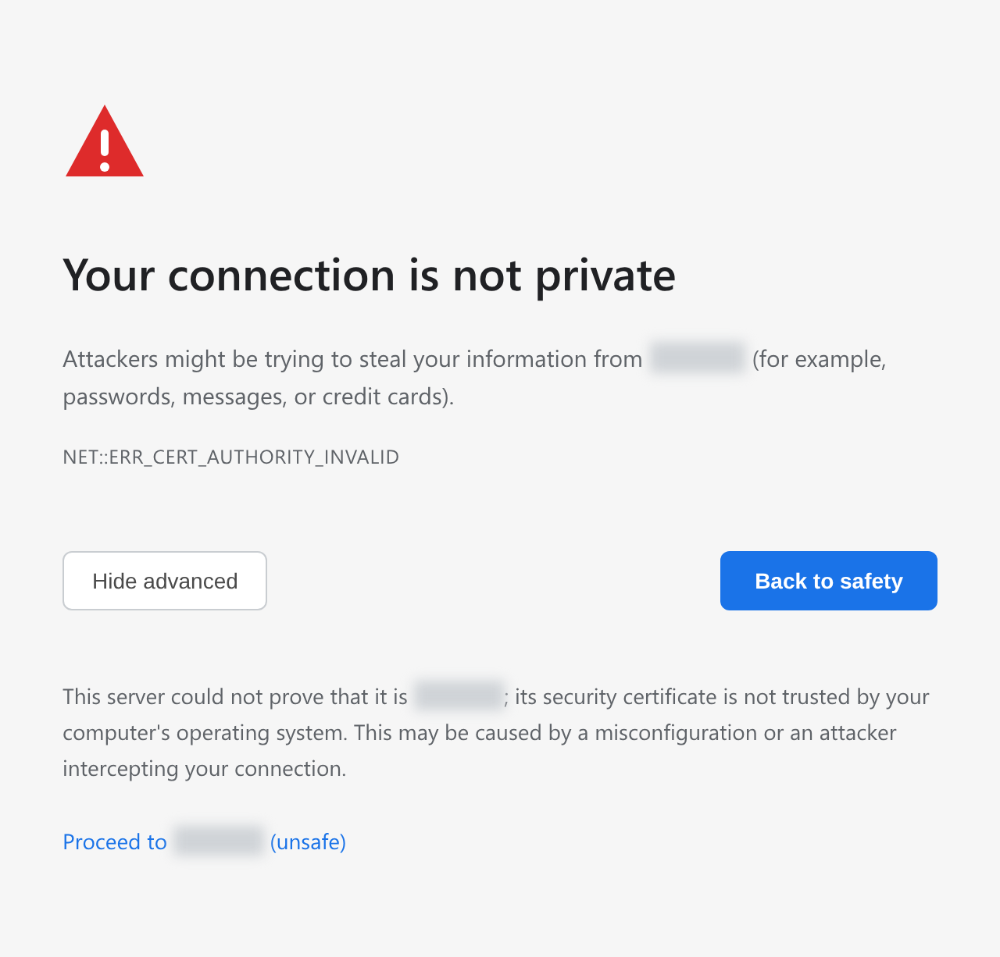 Your connection is not private
Attackers might be trying to steal your information from (for example,
passwords, messages, or credit cards).
NET::ERR_CERT_AUTHORITY_INVALID
Hide advanced
Back to safety
This server could not prove that it is ; its security certificate is not trusted by your
computer's operating system. This may be caused by a misconfiguration or an attacker
intercepting your connection.
Proceed to (unsafe)